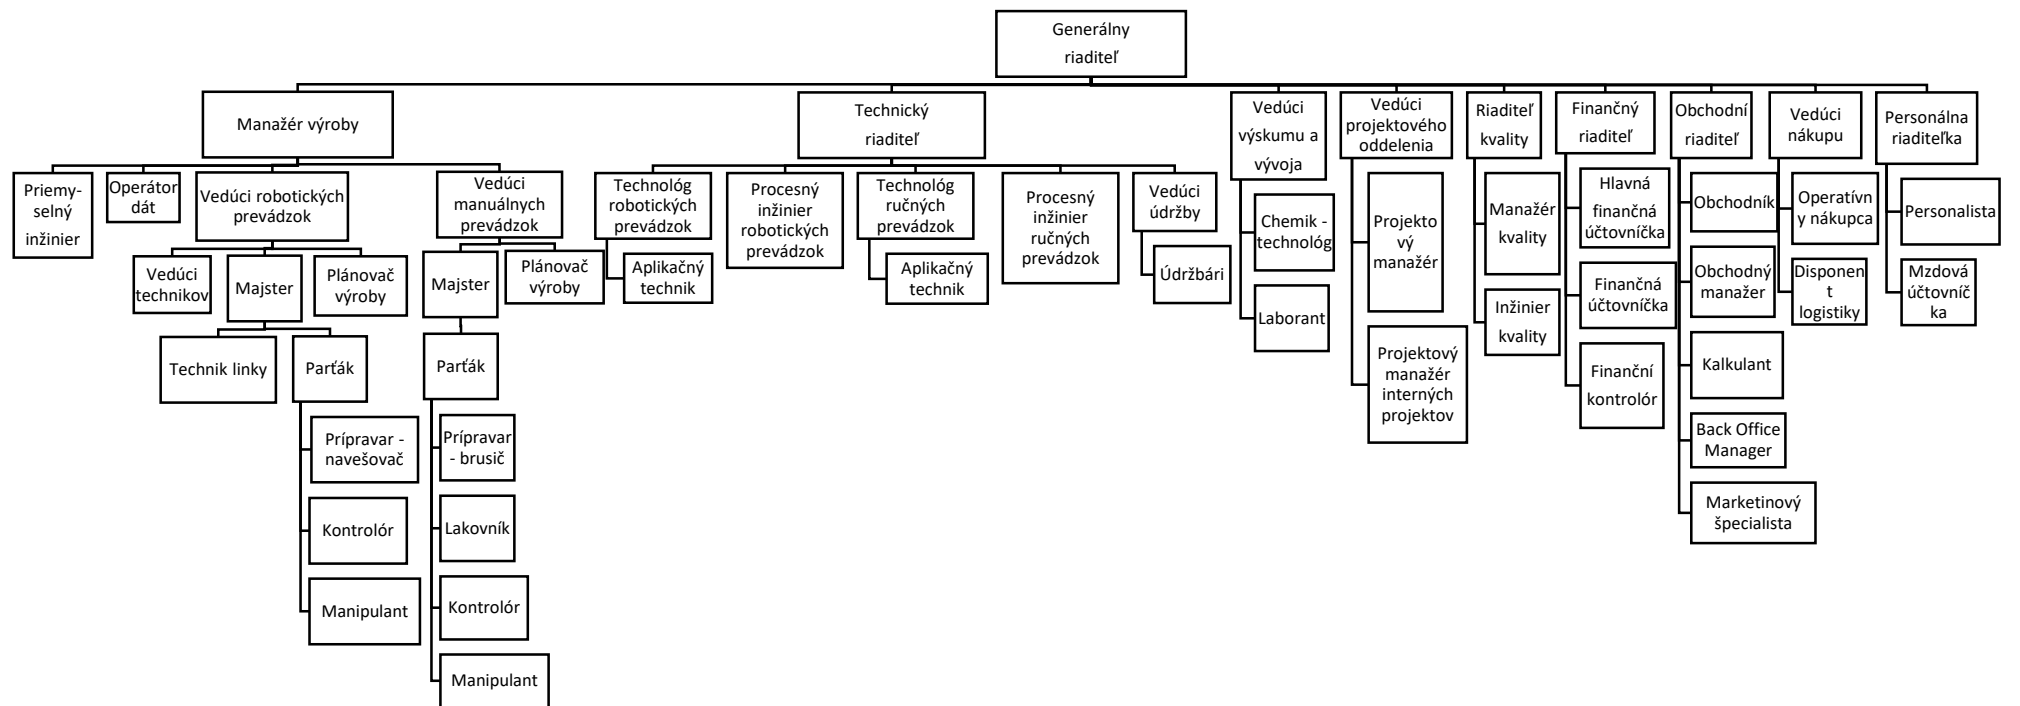 Generálny
riaditeľ
Manažér výroby
Technický
riaditeľ
Vedúci
výskumu a
vývoja
Vedúci
projektového
oddelenia
Riaditeľ
kvality
Finančný
riaditeľ
Obchodní
riaditeľ
Vedúci
nákupu
Personálna
riaditeľka
Priemy-
selný
inžinier
Operátor
dát
Vedúci robotických
prevádzok
Vedúci
manuálnych
prevádzok
Technológ
robotických
prevádzok
Procesný
inžinier
robotických
prevádzok
Technológ
ručných
prevádzok
Procesný
inžinier
ručných
prevádzok
Vedúci
údržby
Vedúci
technikov
Majster
Plánovač
výroby
Majster
Plánovač
výroby
Aplikačný
technik
Aplikačný
technik
Údržbári
Technik linky
Parťák
Parťák
Prípravar -
navešovač
Kontrolór
Manipulant
Prípravar
- brusič
Lakovník
Kontrolór
Manipulant
Chemik -
technológ
Laborant
Projekto
vý
manažér
Projektový
manažér
interných
projektov
Manažér
kvality
Inžinier
kvality
Hlavná
finančná
účtovníčka
Finančná
účtovníčka
Finanční
kontrolór
Obchodník
Obchodný
manažer
Kalkulant
Back Office
Manager
Marketinový
špecialista
Operatívn
y nákupca
Disponen
t
logistiky
Personalista
Mzdová
účtovníč
ka